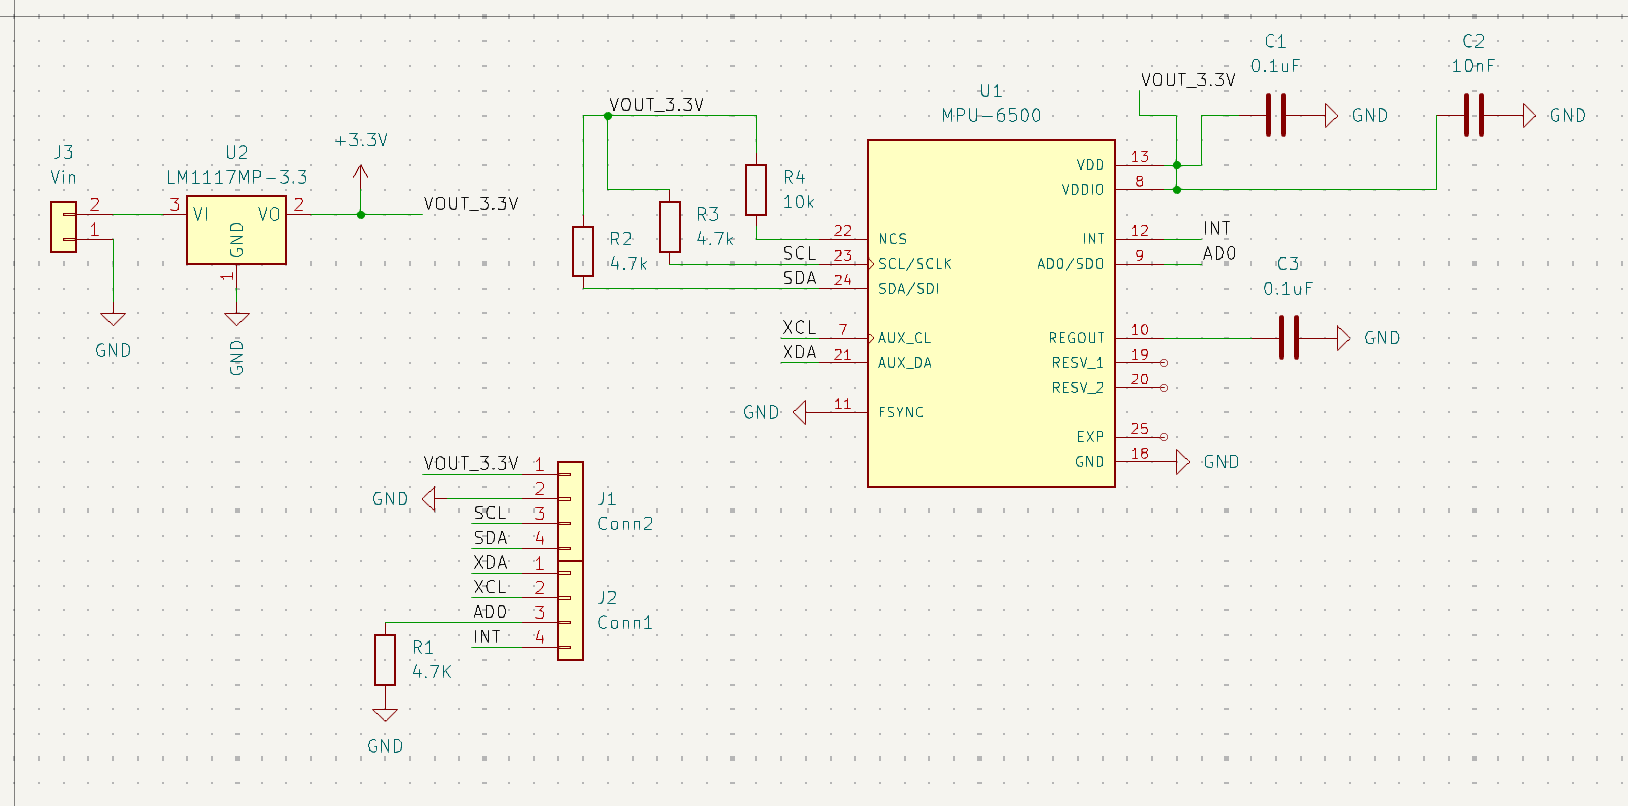 J3
Vin
2
1
GND
U2
LM1117MP-3.3
3
VI
VO
2
GND
1
GND
+3.3V
VOUT_3.3V
VOUT_3.3V
R2
4.7k
R3
4.7k
R4
10k
SCL
SDA
XCL
XDA
GND
U1
MPU-6500
22 NCS
23 SCL/SCLK
24 SDA/SDI
7 AUX_CL
21 AUX_DA
11 FSYNC
VDD 13
VDDIO 8
INT 12
AD0/SDO 9
REGOUT 10
RESV_1 19
RESV_2 20
EXP 25
GND 18
VOUT_3.3V
C1
0.1uF
GND
C2
10nF
GND
INT
AD0
C3
0.1uF
GND
GND
VOUT_3.3V 1
GND 2
SCL 3
SDA 4
J1
Conn2
XDA 1
XCL 2
AD0 3
INT 4
J2
Conn1
R1
4.7K
GND